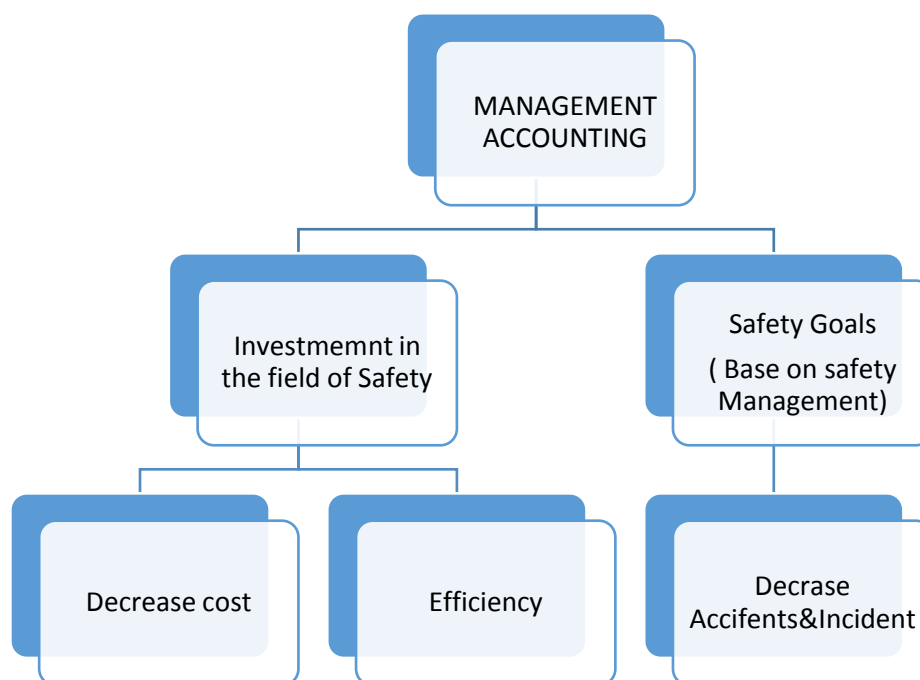 MANAGEMENT
ACCOUNTING
Investmemnt in
the field of Safety
Safety Goals
( Base on safety
Management)
Decrease cost
Efficiency
Decrase
Accifents&Incident